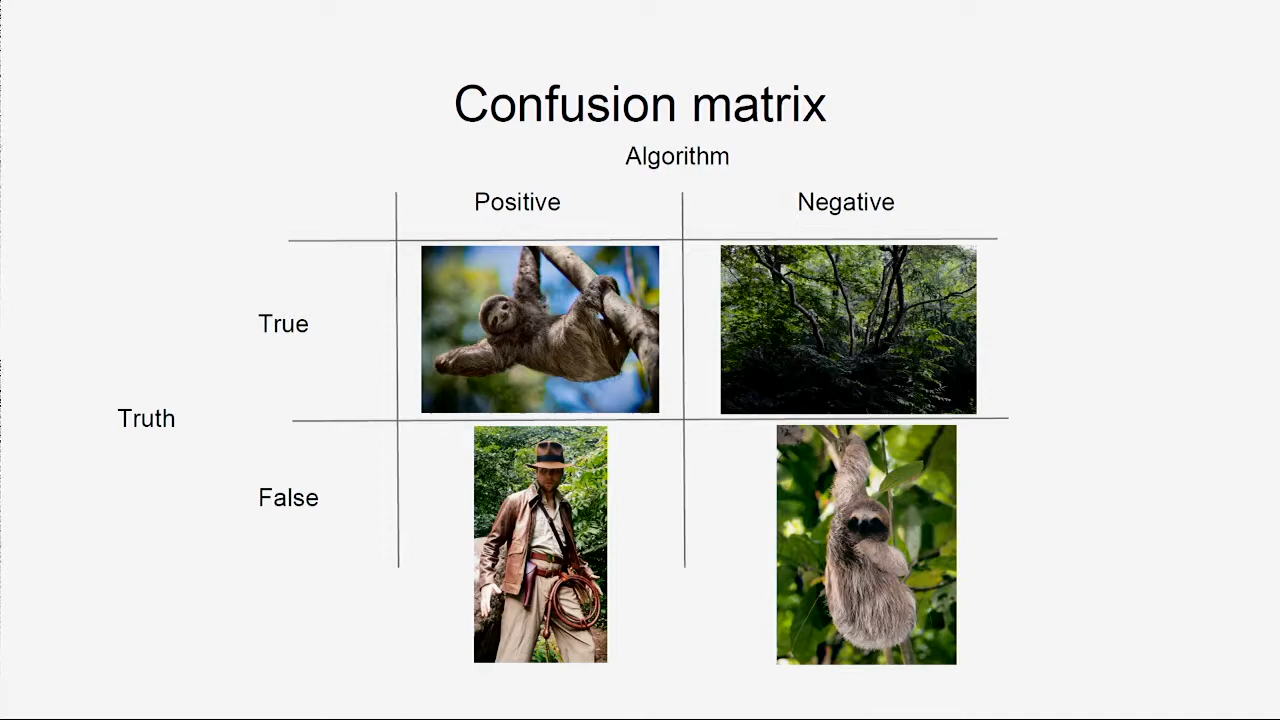 Confusion matrix
Algorithm
Positive
Negative
True
Truth
False